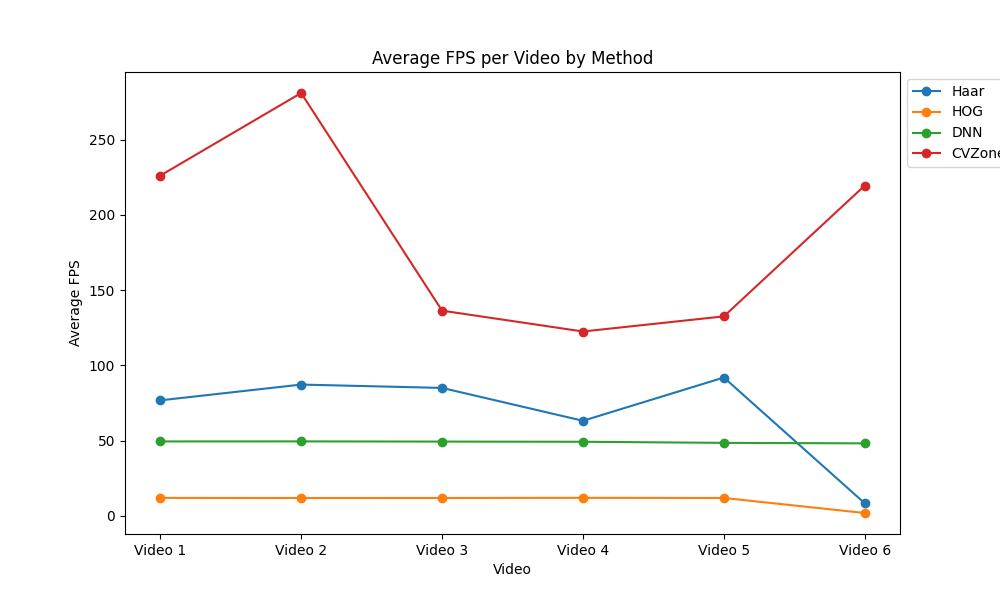 Average FPS per Video by Method
Haar
HOG
DNN
CVZone
250
200
150
100
50
0
Average FPS
Video 1 Video 2 Video 3 Video 4 Video 5 Video 6
Video